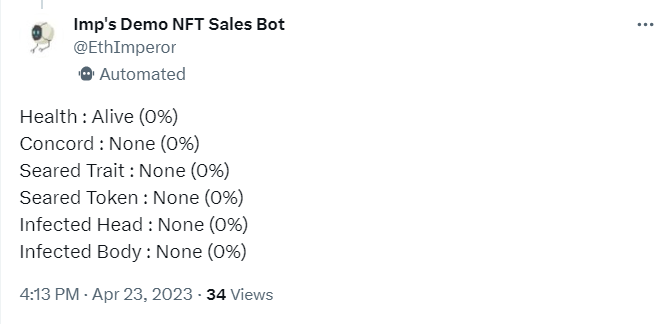 Imp's Demo NFT Sales Bot
@EthImperor
Automated
Health : Alive (0%)
Concord : None (0%)
Seared Trait : None (0%)
Seared Token : None (0%)
Infected Head : None (0%)
Infected Body : None (0%)
4:13 PM · Apr 23, 2023 · 34 Views